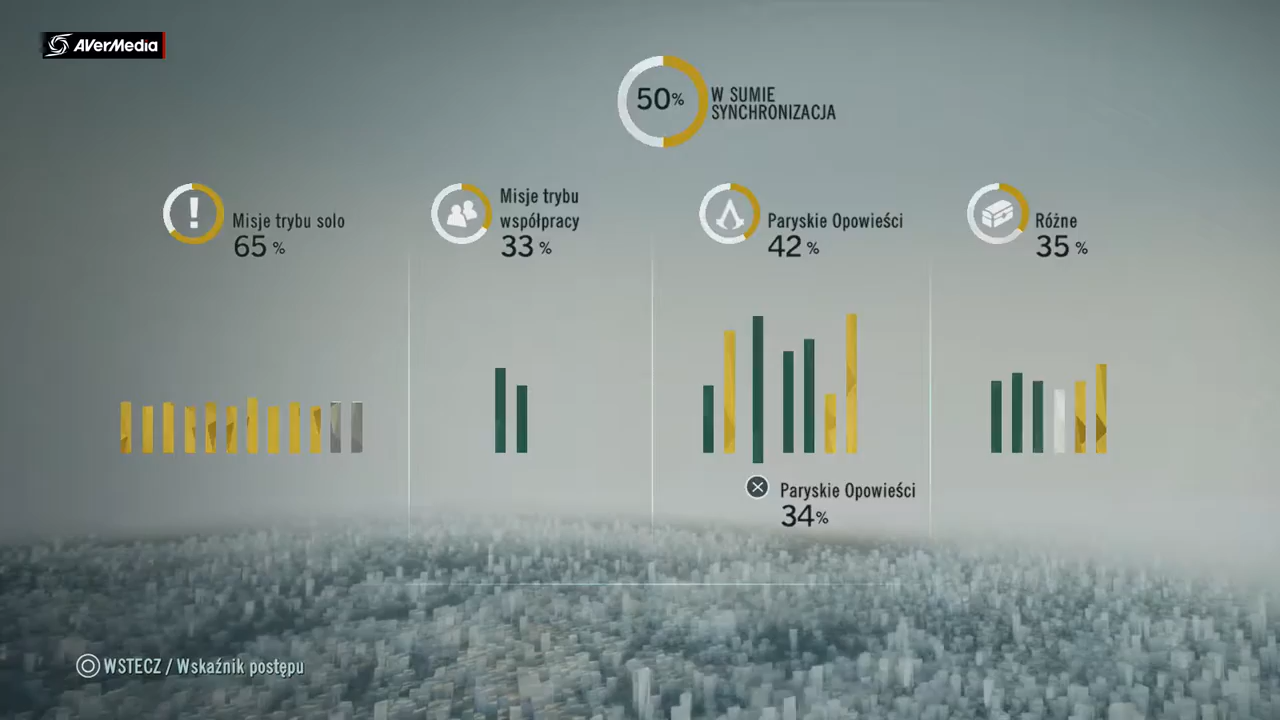 AVerMedia
50%
W SUMIE
SYNCHRONIZACJA
Misje trybu solo
65 %
Misje trybu
współpracy
33 %
Paryskie Opowieści
42 %
Różne
35 %
Paryskie Opowieści
34%
WSTECZ / Wskaźnik postępu